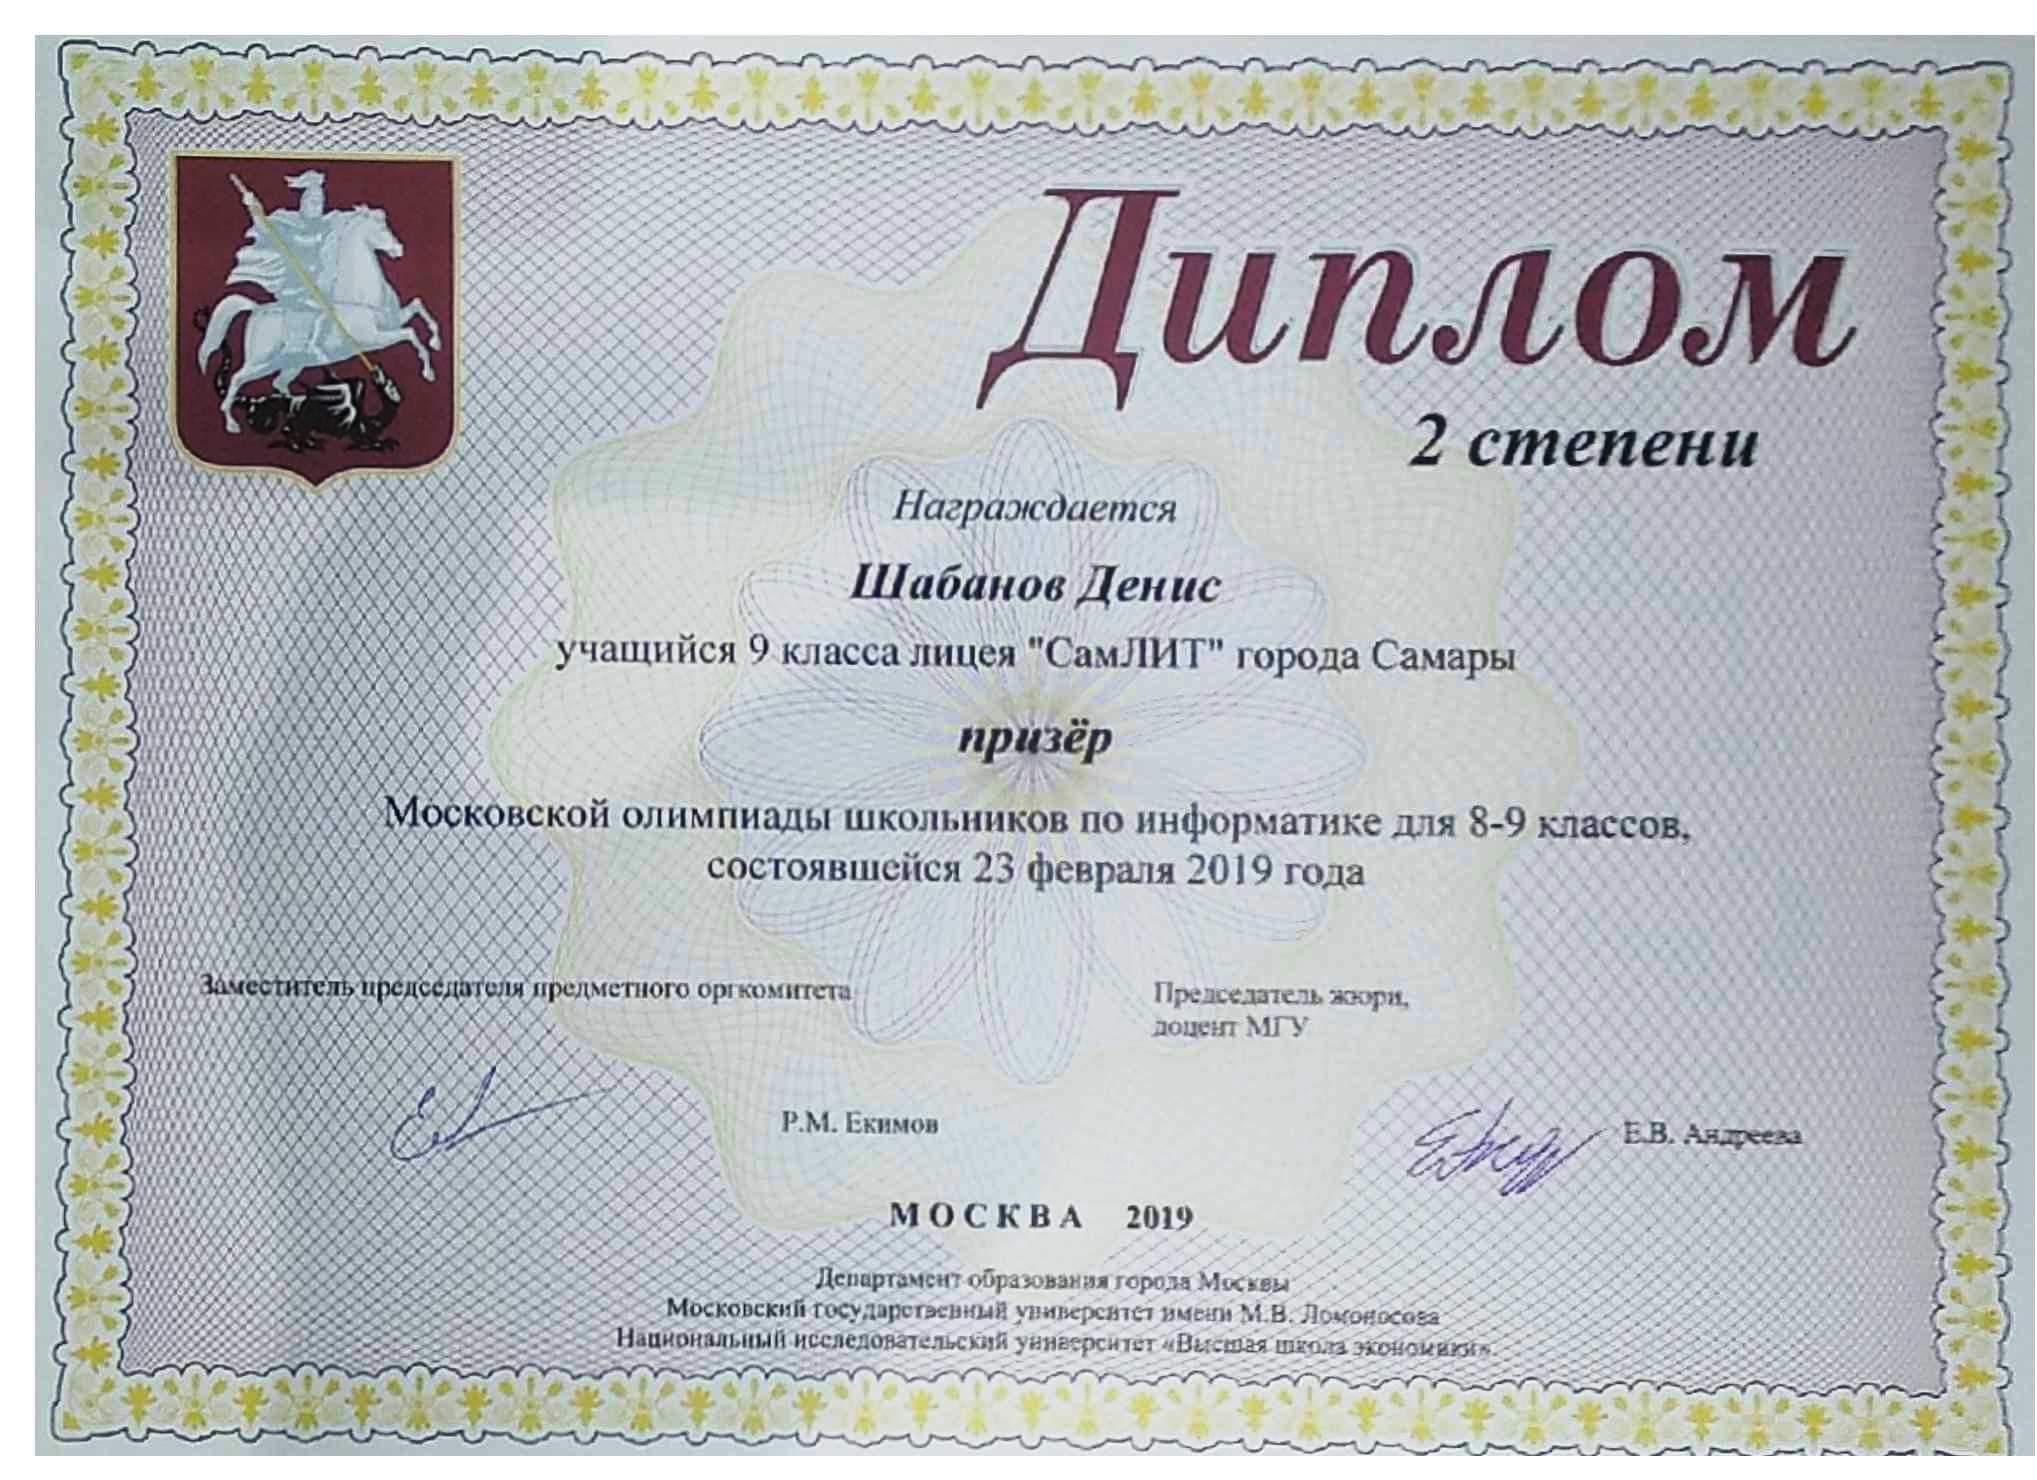 Диплом
2 степени
Награждается
Шабанов Денис
учащийся 9 класса лицея "СамЛИТ" города Самары
призёр
Московской олимпиады школьников по информатике для 8-9 классов,
состоявшейся 23 февраля 2019 года
Заместитель председателя предметного оргкомитета
Председатель жюри,
доцент МГУ
Р.М. Екимов
Е.В. Андреева
МОСКВА 2019
Департамент образования города Москвы
Московский государственный университет имени М.В. Ломоносова
Национальный исследовательский университет «Высшая школа экономики».